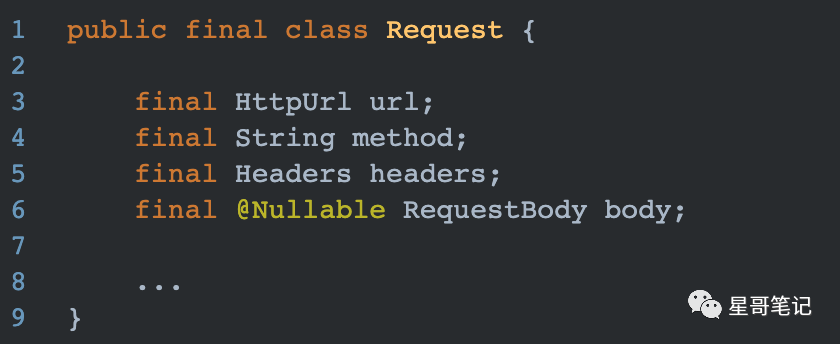 1 public final class Request {
2
3 final HttpUrl url;
4 final String method;
5 final Headers headers;
6 final @Nullable RequestBody body;
7
8 ...
9 }
星哥笔记